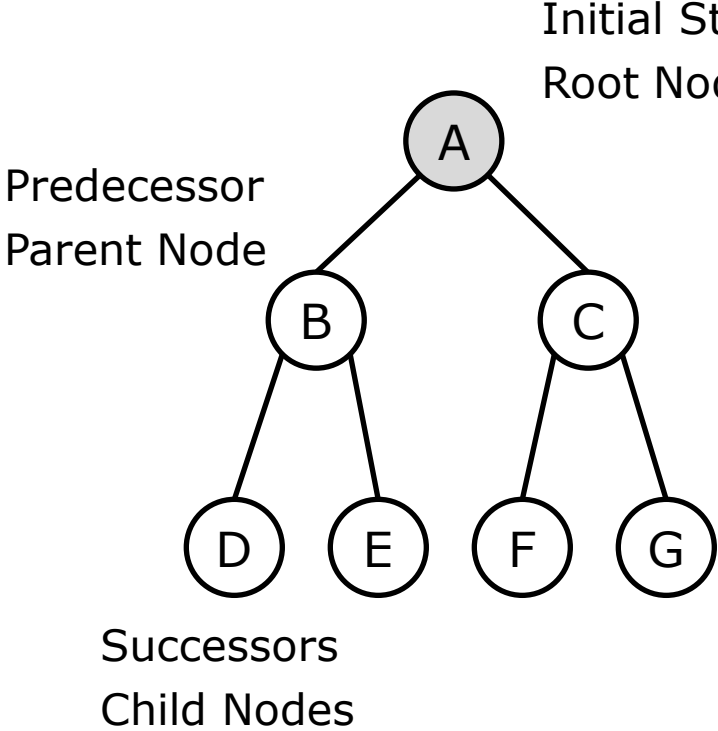 Initial
Root
A
Predecessor
Parent Node
B
C
D
E
F
G
Successors
Child Nodes